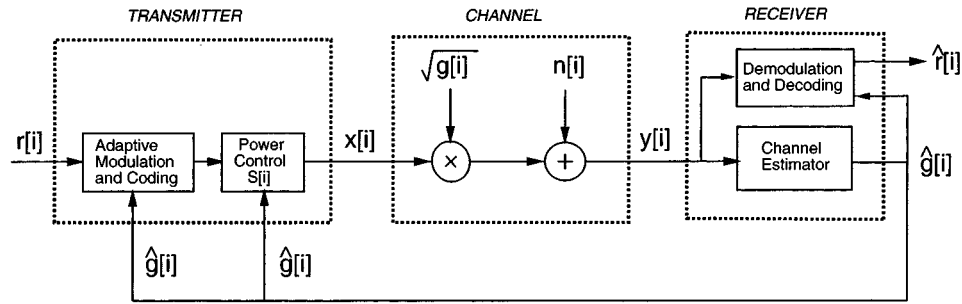 TRANSMITTER
CHANNEL
RECEIVER
r[i]
Adaptive
Modulation
and Coding
Power
Control
S[i]
x[i]
√g[i]
n[i]
×
+
y[i]
Demodulation
and Decoding
r̂[i]
Channel
Estimator
ĝ[i]
ĝ[i]
ĝ[i]